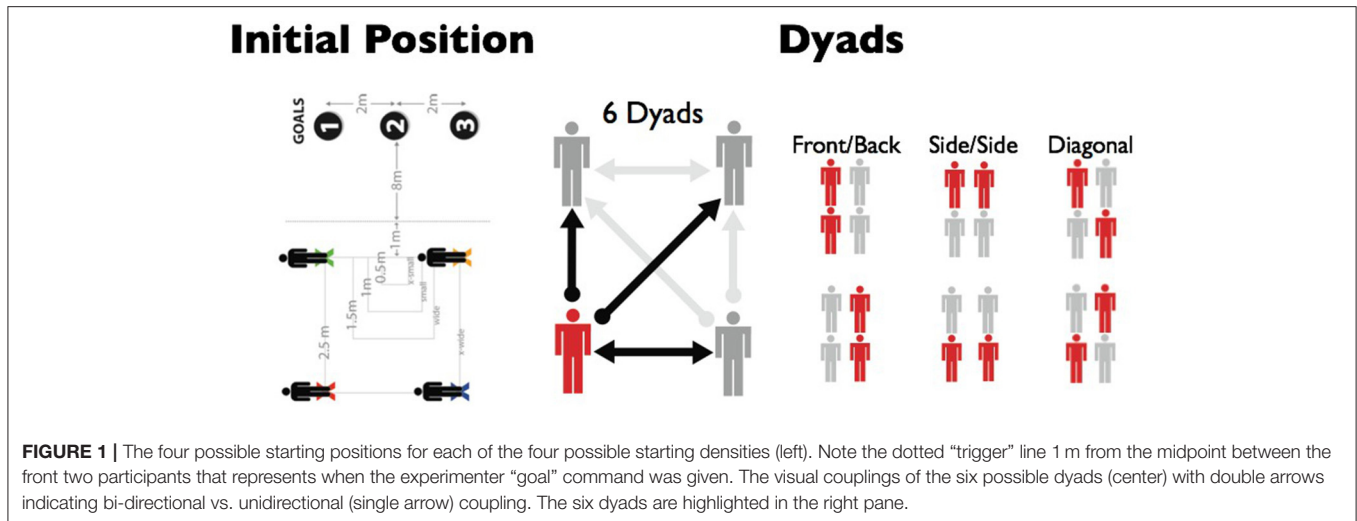 Initial Position
Dyads
GOALS
2m
2m
1
2
3
8m
1m
0.5m
x-small
1m
small
1.5m
wide
2.5 m
x-wide
6 Dyads
Front/Back
Side/Side
Diagonal
FIGURE 1 | The four possible starting positions for each of the four possible starting densities (left). Note the dotted “trigger” line 1 m from the midpoint between the
front two participants that represents when the experimenter “goal” command was given. The visual couplings of the six possible dyads (center) with double arrows
indicating bi-directional vs. unidirectional (single arrow) coupling. The six dyads are highlighted in the right pane.